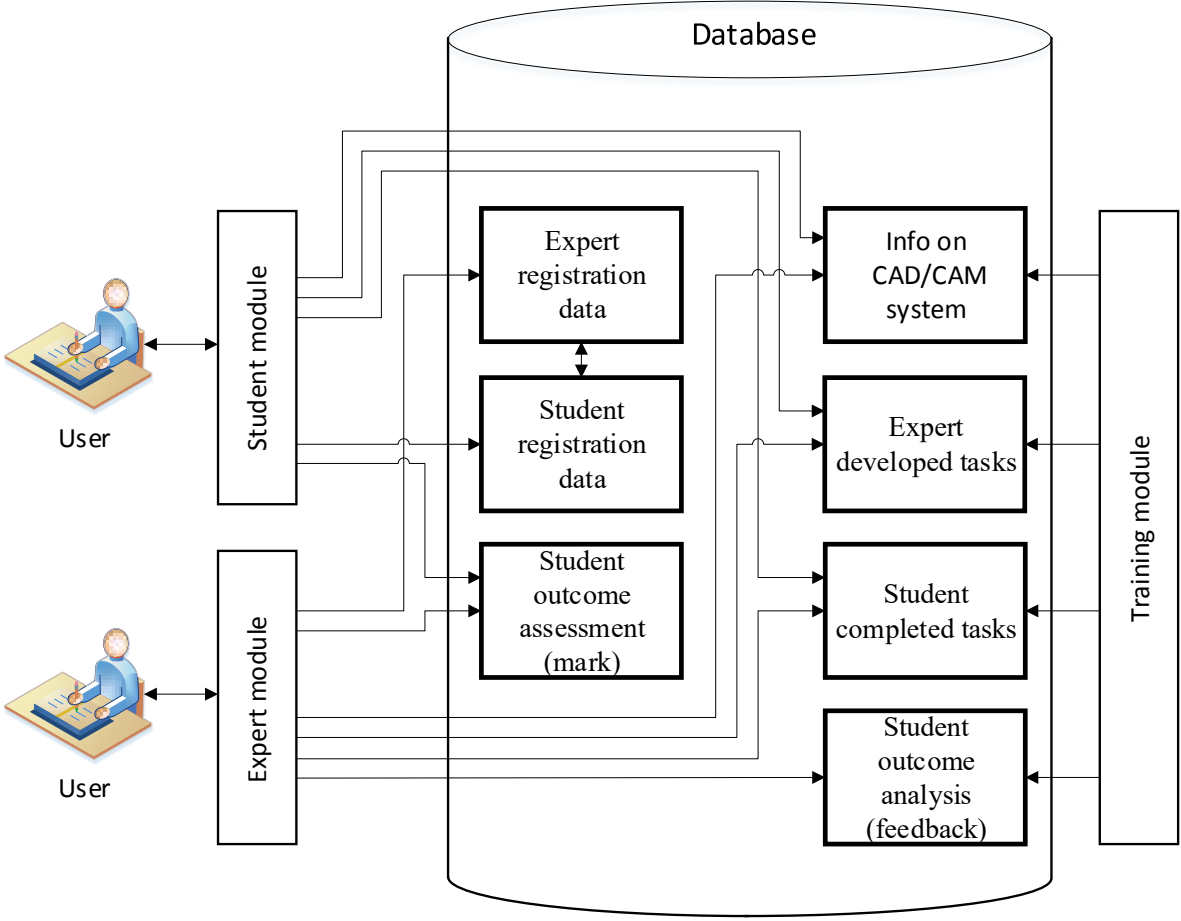 Database
Student module
User
Expert
registration
data
Student
registration
data
Student
outcome
assessment
(mark)
Info on
CAD/CAM
system
Expert
developed tasks
Student
completed tasks
Student
outcome
analysis
(feedback)
Training module
Expert module
User